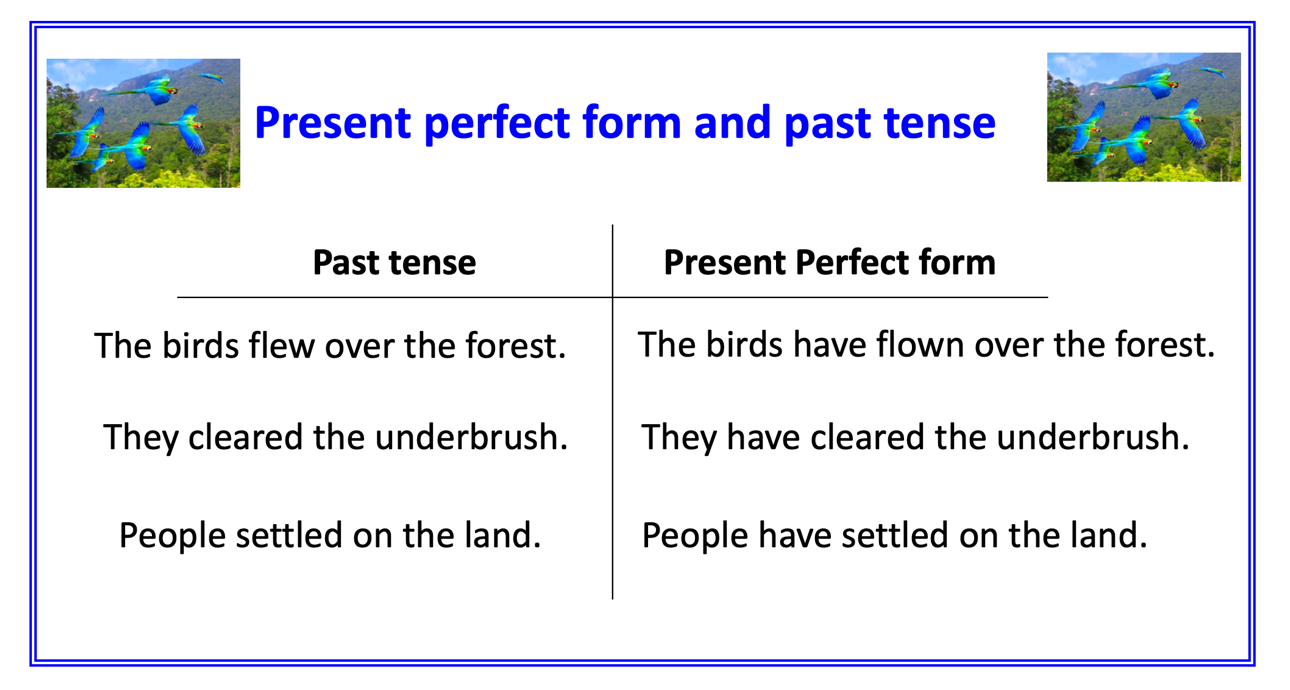 Present perfect form and past tense
Past tense
Present Perfect form
The birds flew over the forest.
The birds have flown over the forest.
They cleared the underbrush.
They have cleared the underbrush.
People settled on the land.
People have settled on the land.